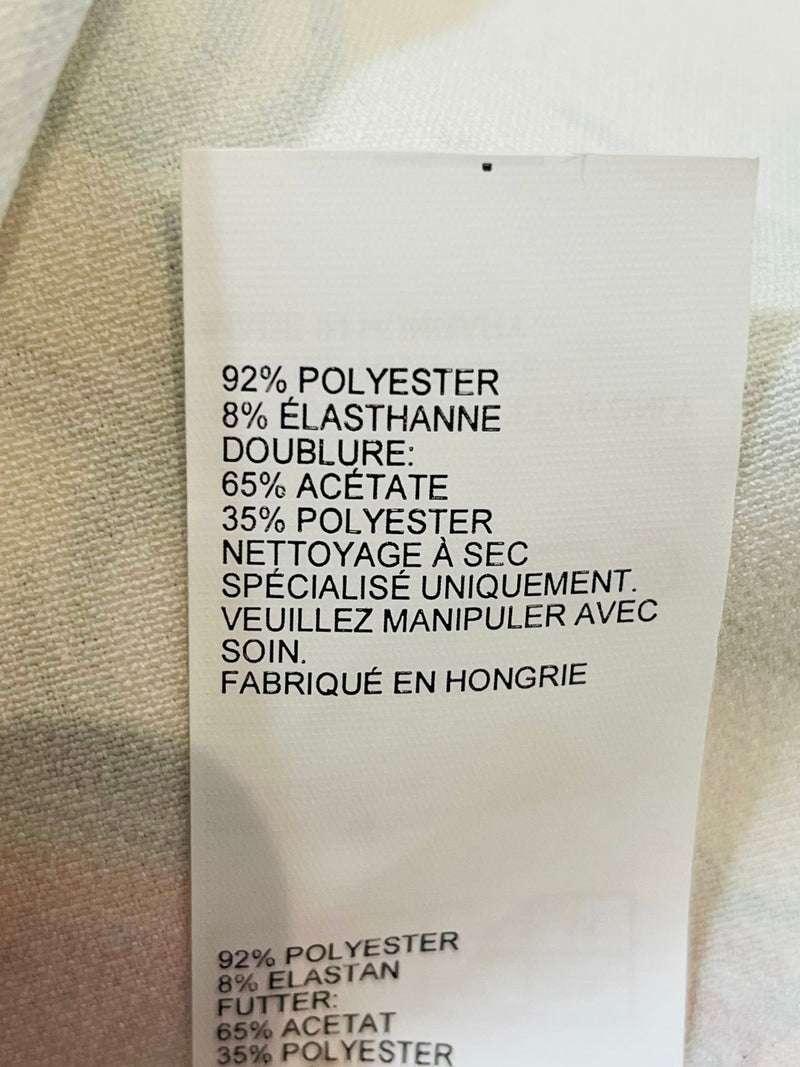 92% POLYESTER
8% ÉLASTHANNE
DOUBLURE:
65% ACÉTATE
35% POLYESTER
NETTOYAGE À SEC
SPÉCIALISÉ UNIQUEMENT.
VEUILLEZ MANIPULER AVEC
SOIN.
FABRIQUÉ EN HONGRIE
92% POLYESTER
8% ELASTAN
FUTTER:
65% ACETAT
35% POLYESTER